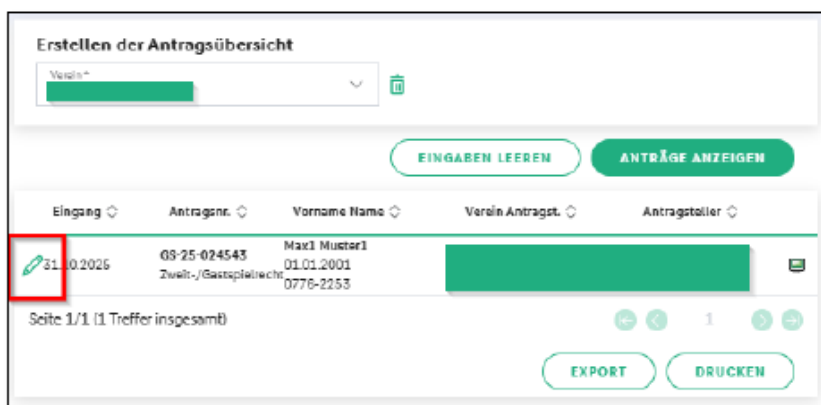 Erstellen der Antragsübersicht
Verein*
EINGABEN LEEREN
ANTRÄGE ANZEIGEN
Eingang Antragsnr. Vorname Name Verein Antragst. Antragsteller
31.10.2025 GS-25-024543 Max1 Muster1
Zweit-/Gastspielrecht 01.01.2001
0776-2253
Seite 1/1 (1 Treffer insgesamt)
1
EXPORT
DRUCKEN